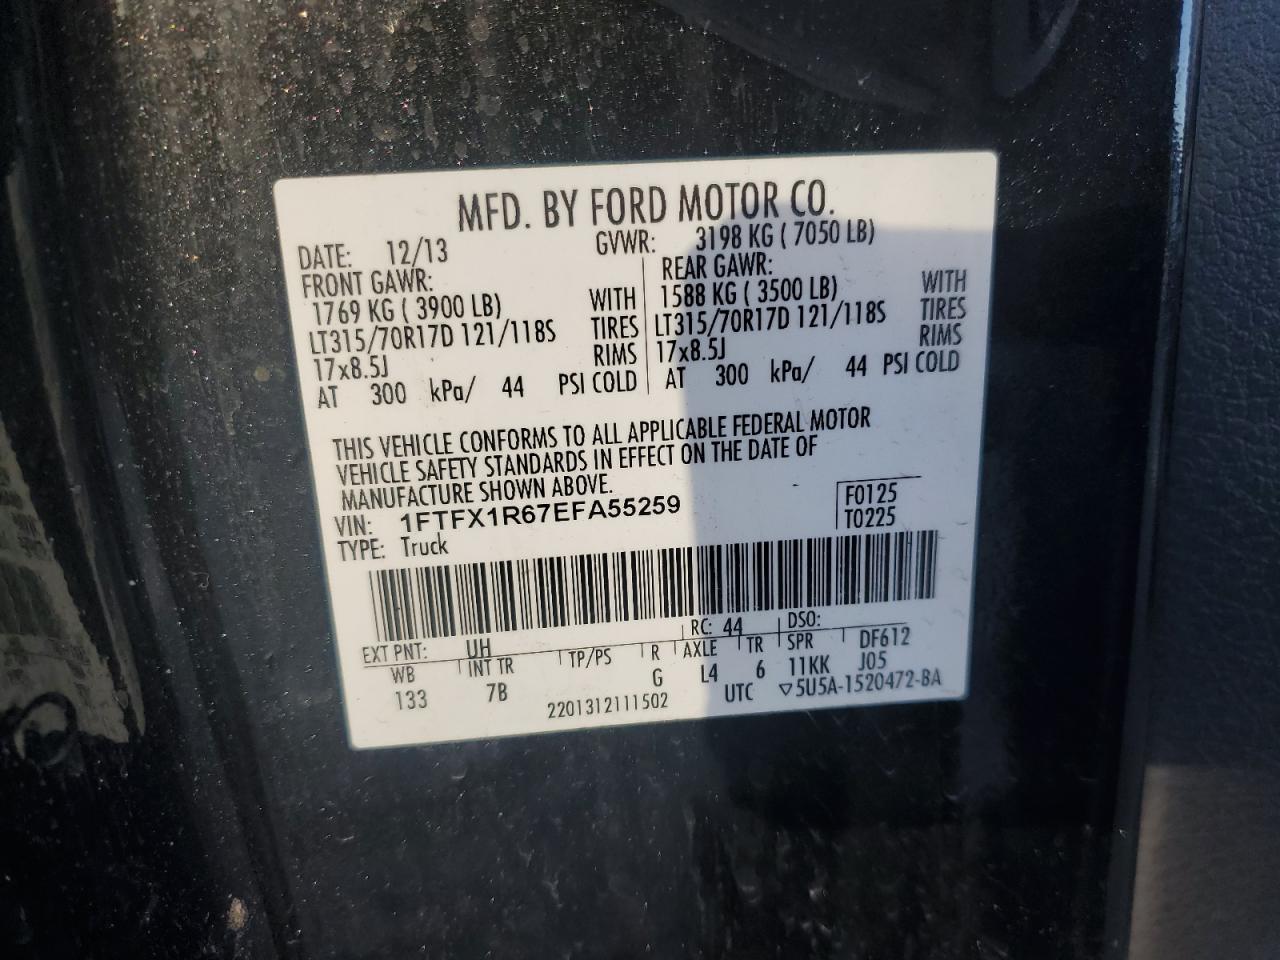 MFD. BY FORD MOTOR CO.
DATE: 12/13 GVWR: 3198 KG ( 7050 LB)
FRONT GAWR: REAR GAWR:
1769 KG ( 3900 LB) WITH 1588 KG ( 3500 LB) WITH
LT315/70R17D 121/118S TIRES LT315/70R17D 121/118S TIRES
17x8.5J RIMS 17x8.5J RIMS
AT 300 kPa/ 44 PSI COLD AT 300 kPa/ 44 PSI COLD
THIS VEHICLE CONFORMS TO ALL APPLICABLE FEDERAL MOTOR
VEHICLE SAFETY STANDARDS IN EFFECT ON THE DATE OF
MANUFACTURE SHOWN ABOVE.
VIN: 1FTFX1R67EFA55259 F0125
TYPE: Truck T0225
EXT PNT: UH RC: 44 DSO:
WB INT TR TP/PS R AXLE TR SPR DF612
133 7B G L4 6 11KK J05
2201312111502 UTC ▽5U5A-1520472-BA